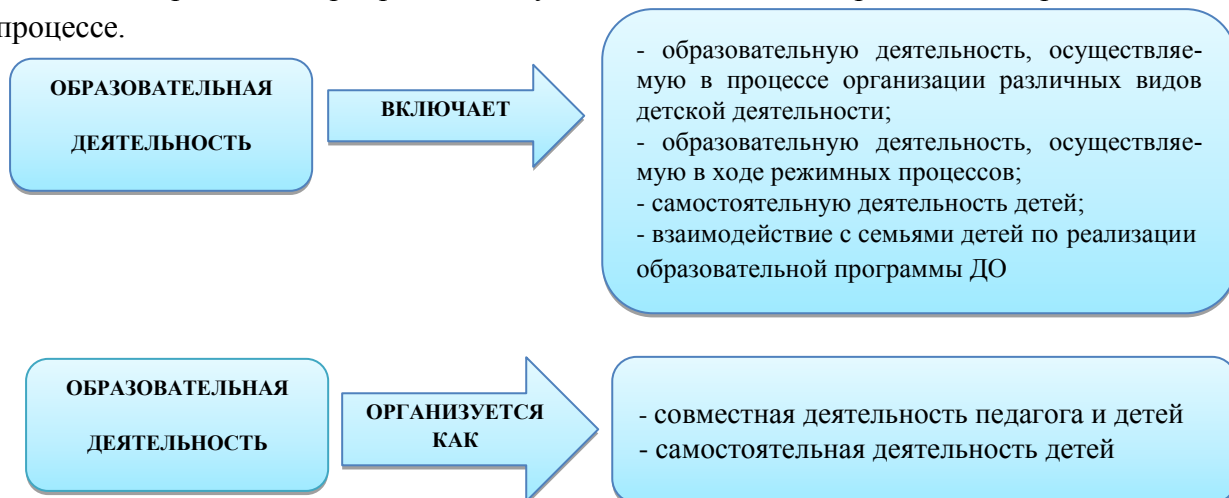 процессе.
ОБРАЗОВАТЕЛЬНАЯ
ДЕЯТЕЛЬНОСТЬ
ВКЛЮЧАЕТ
- образовательную деятельность, осуществляе-
мую в процессе организации различных видов
детской деятельности;
- образовательную деятельность, осуществляе-
мую в ходе режимных процессов;
- самостоятельную деятельность детей;
- взаимодействие с семьями детей по реализации
образовательной программы ДО
ОБРАЗОВАТЕЛЬНАЯ
ДЕЯТЕЛЬНОСТЬ
ОРГАНИЗУЕТСЯ
КАК
- совместная деятельность педагога и детей
- самостоятельная деятельность детей